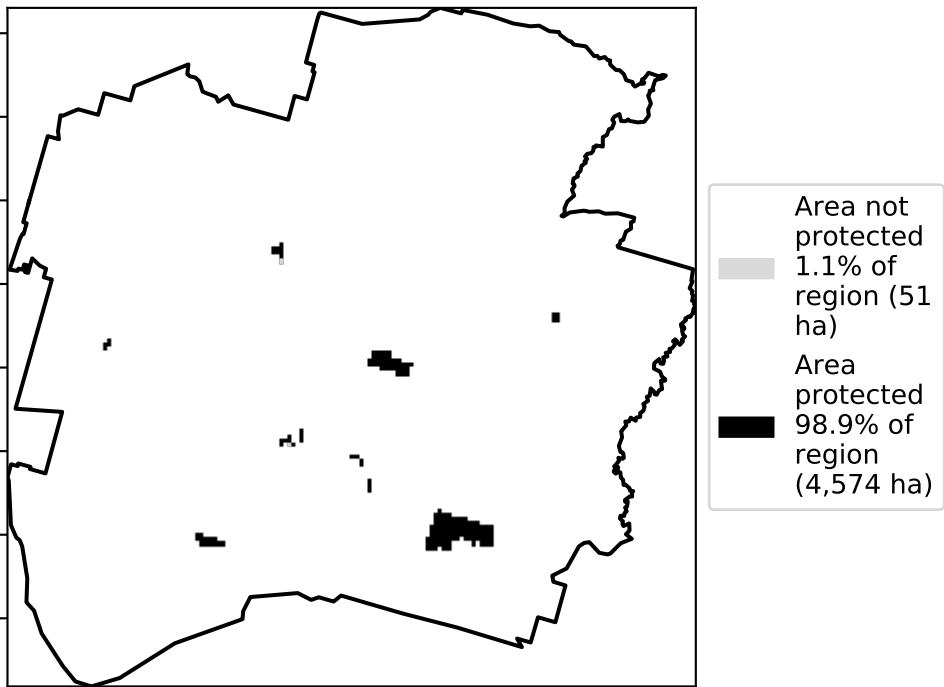 Area not
protected
1.1% of
region (51
ha)
Area
protected
98.9% of
region
(4,574 ha)